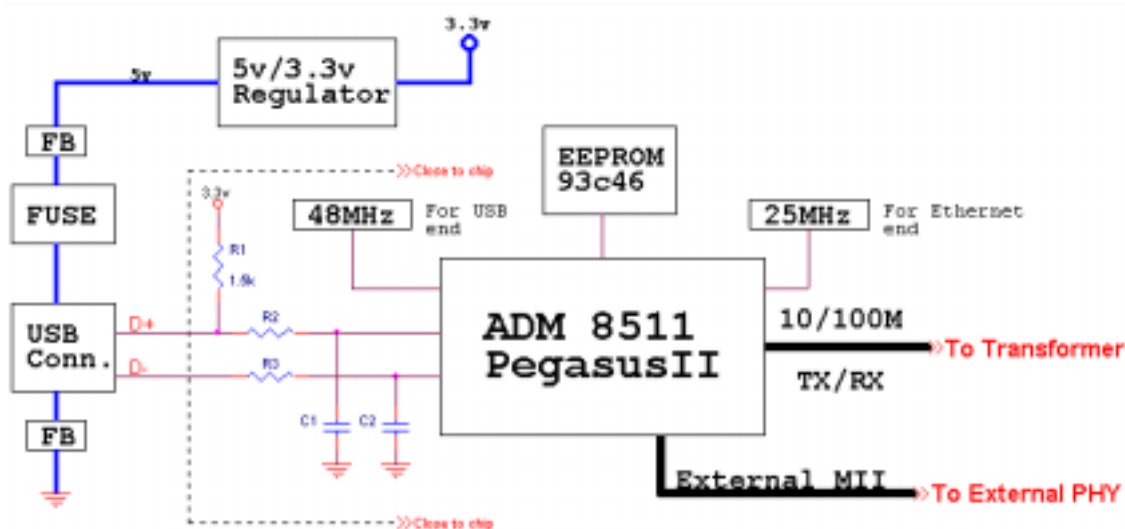 3.3v
5v
5v/3.3v
Regulator
FB
EEPROM
93c46
Close to chip
FUSE
3.3v
48MHz
For USB
end
25MHz
For Ethernet
end
R1
1.5k
USB
Conn.
D+
D-
R2
R3
ADM 8511
PegasusII
10/100M
To Transformer
TX/RX
C1
C2
FB
External MII
To External PHY
Close to chip